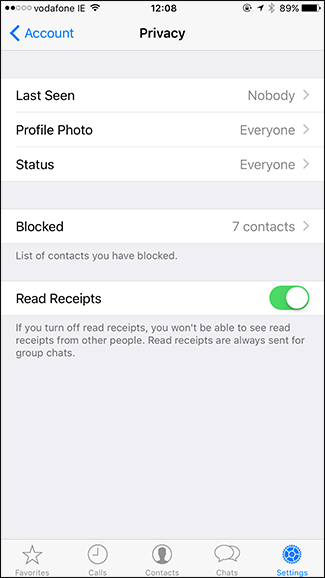 vodafone IE 12:08 89%
Account Privacy
Last Seen Nobody
Profile Photo Everyone
Status Everyone
Blocked 7 contacts
List of contacts you have blocked.
Read Receipts
If you turn off read receipts, you won't be able to see read
receipts from other people. Read receipts are always sent for
group chats.
Favorites Calls Contacts Chats Settings